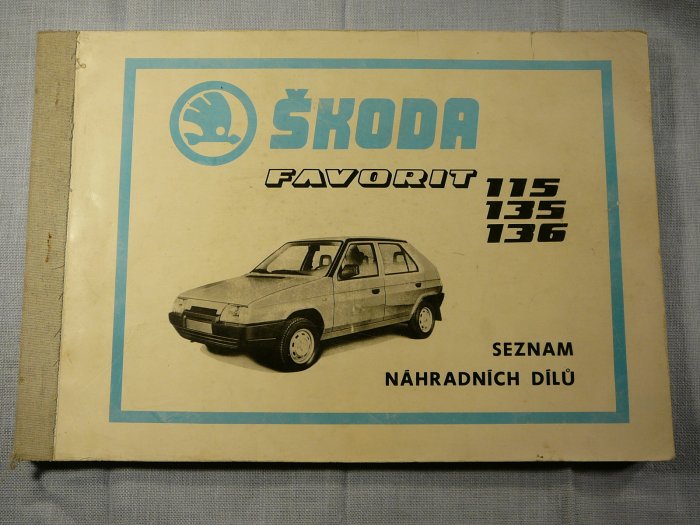 ŠKODA
FAVORIT 115
135
136
SEZNAM
NÁHRADNÍCH DÍLŮ